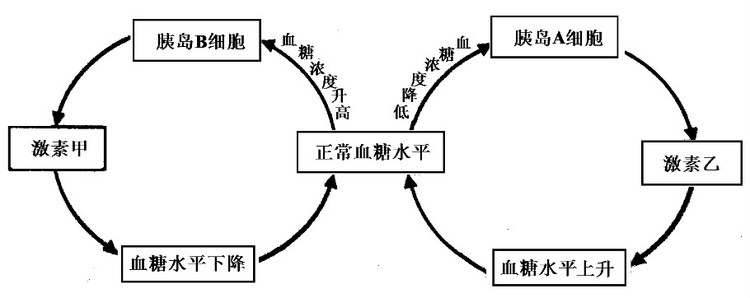 胰岛B细胞
血糖浓度升高
血糖浓度降低
胰岛A细胞
激素甲
正常血糖水平
激素乙
血糖水平下降
血糖水平上升